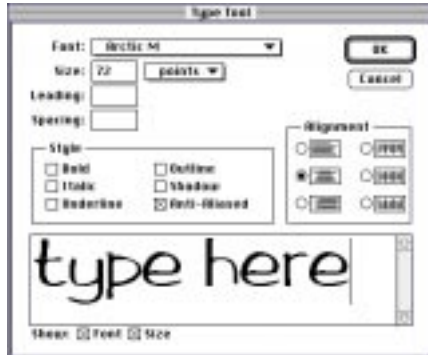 Type Tool
Font: Arctic M
OK
Size: 72 points
Cancel
Leading:
Spacing:
Alignment
Style
Bold
Outline
Italic
Shadow
Underline
Anti-Aliased
type here
Show: Font Size